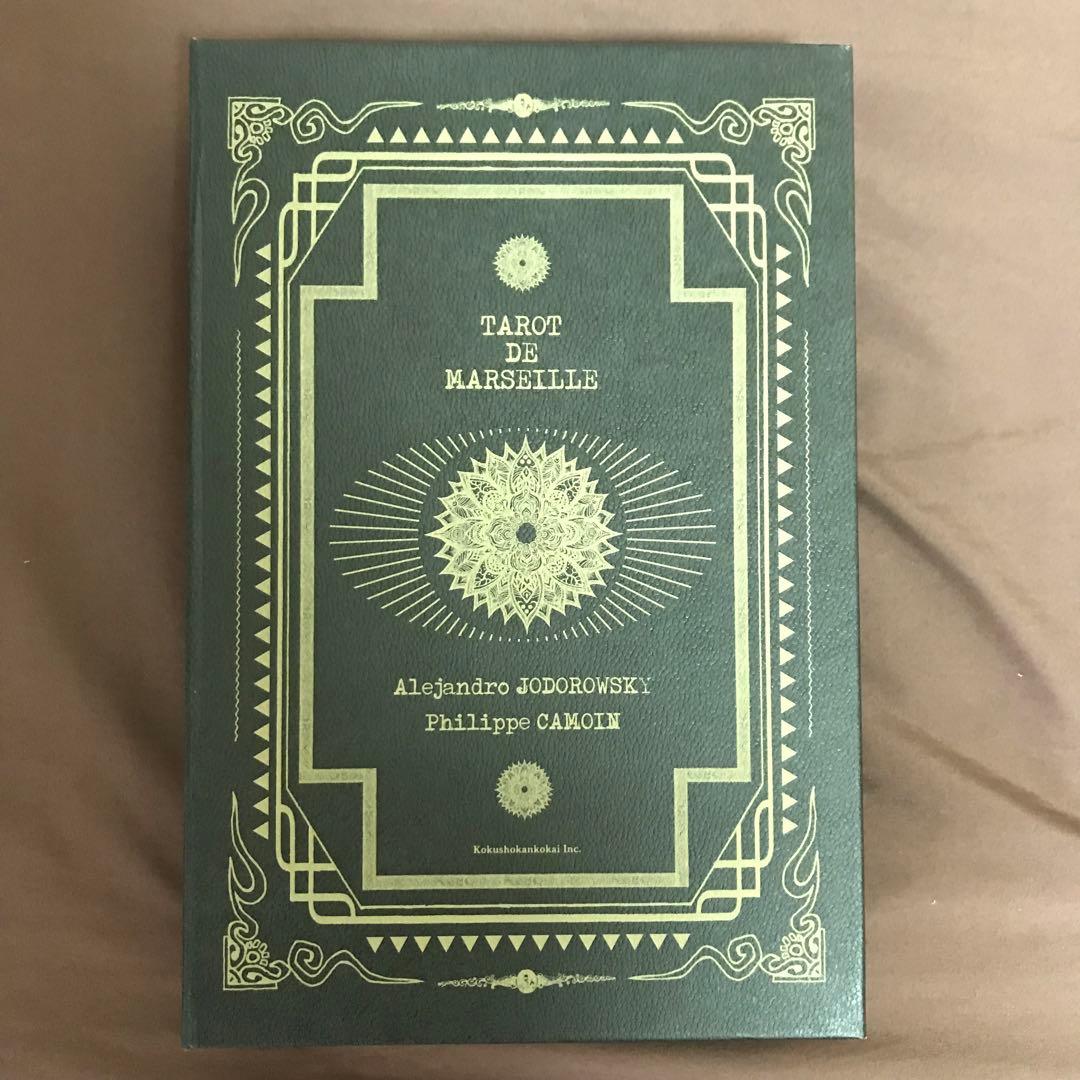 TAROT
DE
MARSEILLE
Alejandro JODOROWSKY
Philippe CAMOIN
Kokushokankokai Inc.